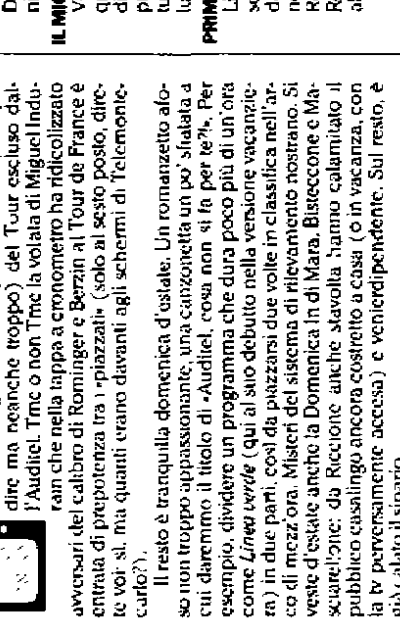 dire ma neanche troppo) del Tour escluso dal-
l'Auditel. Tmc o non Tmc la volata di Miguel Indu-
rain che nella tappa a cronometro ha ridicolizzato
avversari del calibro di Rominger e Berzin al Tour de France è
entrata di prepotenza tra i «piazzati» (solo al sesto posto, dire-
te voi: sì, ma quanti erano davanti agli schermi di Telemonte-
carlo?).
Il resto è tranquilla domenica d'estate. Un romanzetto afo-
so non troppo appassionante, una canzonetta un po' sfiatata a
cui daremmo il titolo di «Auditel, cosa non si fa per te?!». Per
esempio, dividere un programma che dura poco più di un'ora
come Linea verde (qui al suo debutto nella versione vacanzie-
ra) in due parti, così da piazzarsi due volte in classifica nell'ar-
co di mezz'ora. Misteri del sistema di rilevamento nostrano. Si
veste d'estate anche la Domenica In di Mara. Bisteccone e Ma-
sciarellone: da Riccione anche stavolta hanno calamitato il
pubblico casalingo ancora costretto a casa (o in vacanza, con
la tv perversamente accesa) e venierdipendente. Sul resto, è
già calato il sipario.
IL MIC
PRIM